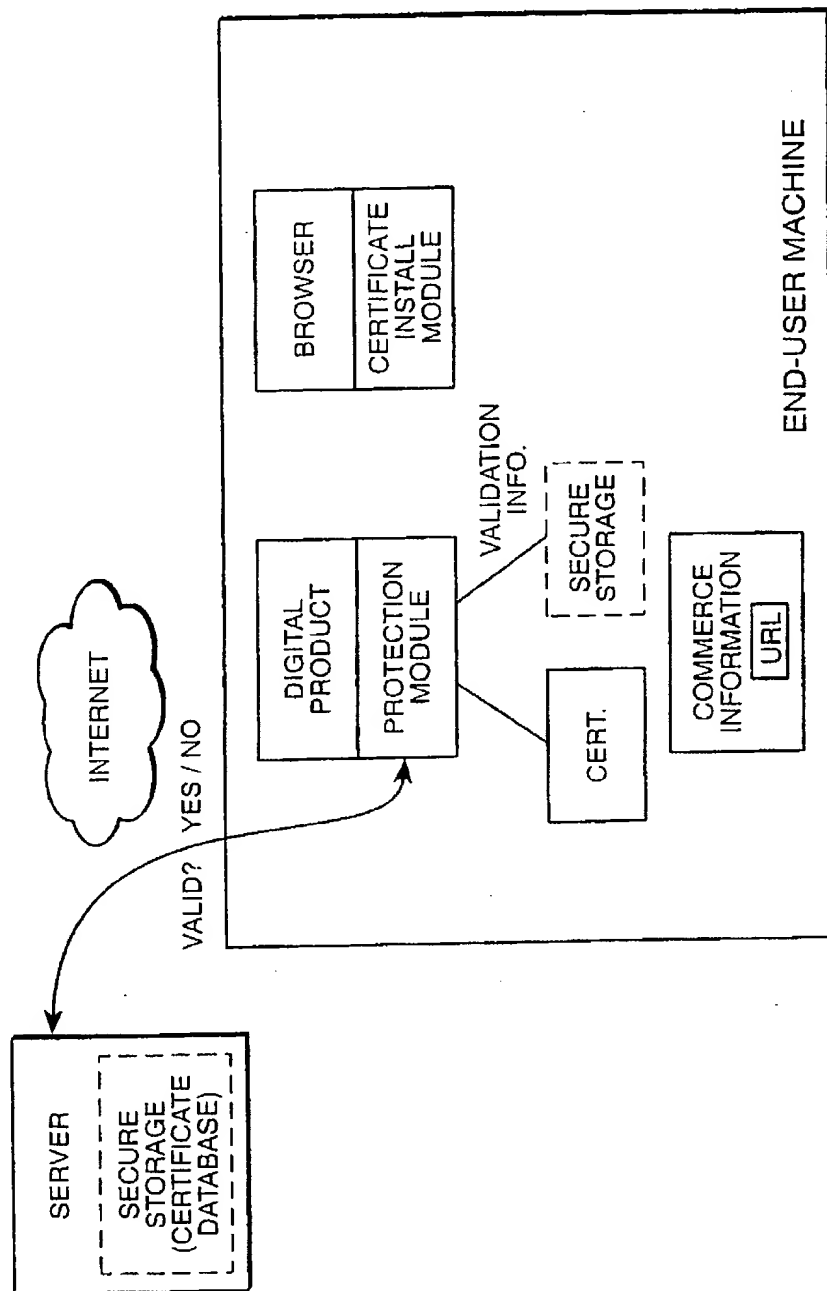 SERVER
SECURE
STORAGE
(CERTIFICATE
DATABASE)
INTERNET
VALID?
YES / NO
DIGITAL
PRODUCT
PROTECTION
MODULE
BROWSER
CERTIFICATE
INSTALL
MODULE
VALIDATION
INFO.
CERT.
SECURE
STORAGE
COMMERCE
INFORMATION
URL
END-USER MACHINE